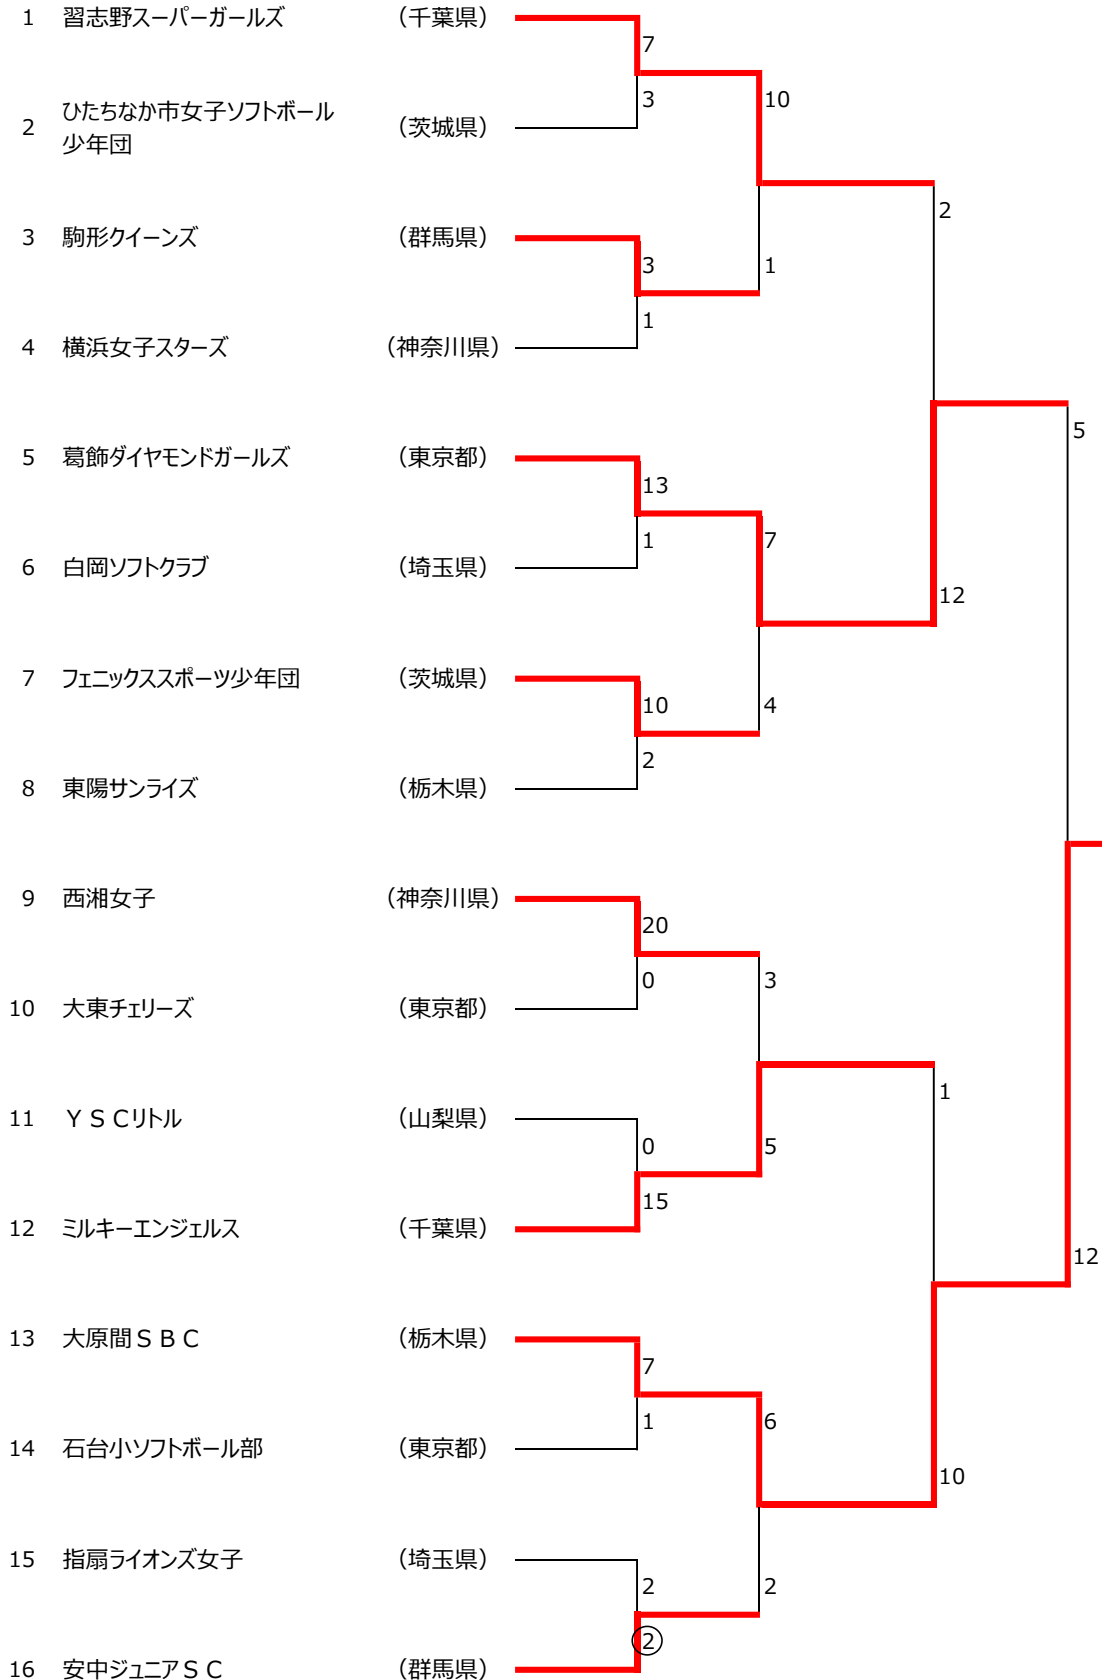 1 習志野スーパーガールズ （千葉県）
7
3
10
2 ひたちなか市女子ソフトボール
少年団 （茨城県）
2
3 駒形クイーンズ （群馬県）
3
1
1
4 横浜女子スターズ （神奈川県）
5
5 葛飾ダイヤモンドガールズ （東京都）
13
1
7
6 白岡ソフトクラブ （埼玉県）
12
7 フェニックススポーツ少年団 （茨城県）
10
4
2
8 東陽サンライズ （栃木県）
9 西湘女子 （神奈川県）
20
0
3
10 大東チェリーズ （東京都）
1
11 ＹＳＣリトル （山梨県）
0
5
15
12 ミルキーエンジェルス （千葉県）
12
13 大原間ＳＢＣ （栃木県）
7
1
6
14 石台小ソフトボール部 （東京都）
10
15 指扇ライオンズ女子 （埼玉県）
2
2
②
16 安中ジュニアＳＣ （群馬県）